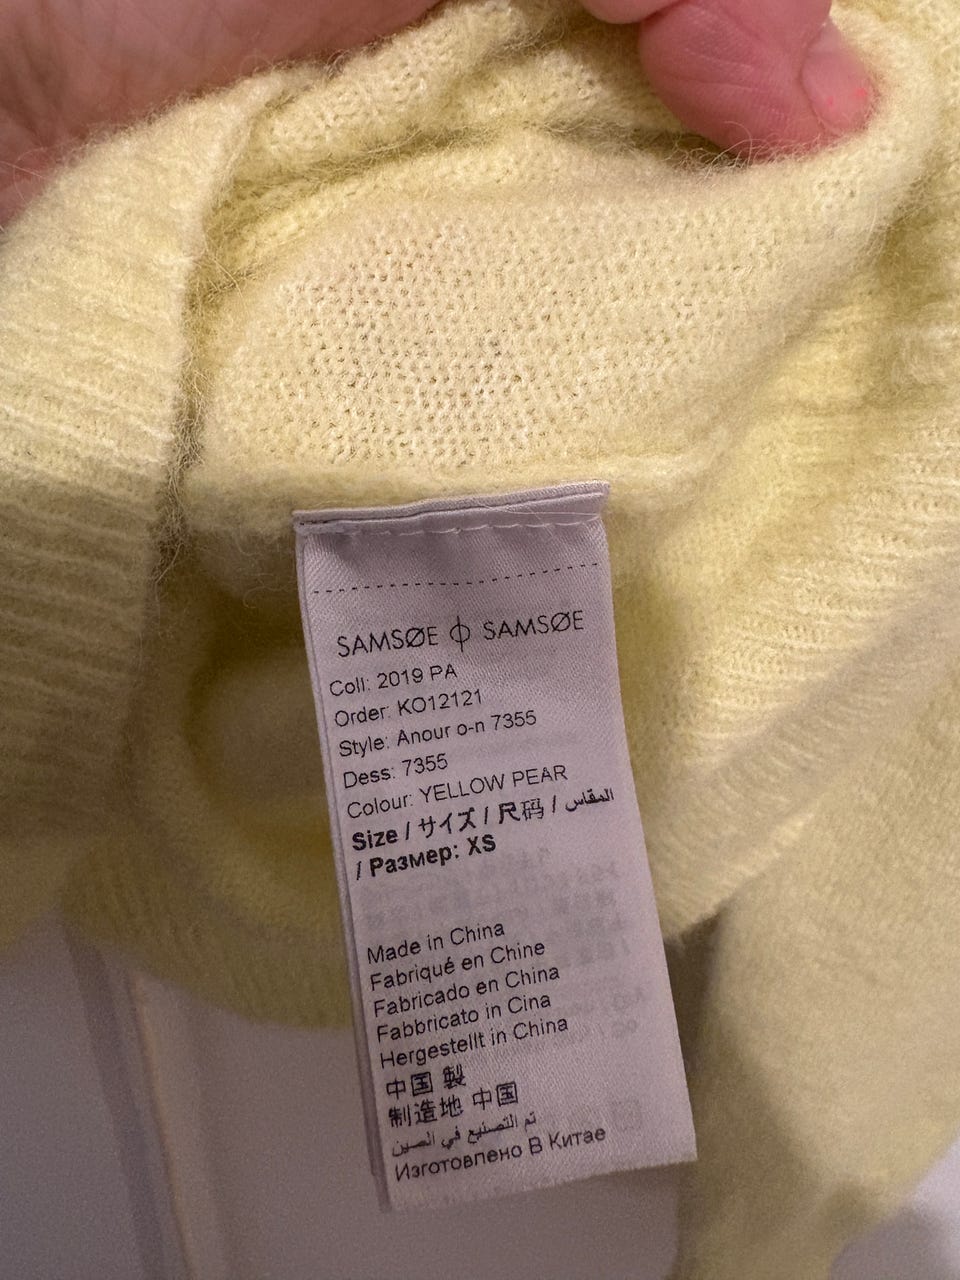 SAMSØE ϕ SAMSØE
Coll: 2019 PA
Order: KO12121
Style: Anour o-n 7355
Dess: 7355
Colour: YELLOW PEAR
Size / サイズ / 尺码 / المقاس
/ Размер: XS
Made in China
Fabriqué en Chine
Fabricado en China
Fabbricato in Cina
Hergestellt in China
中国 製
制造地 中国
تم التصنيع في الصين
Изготовлено В Китае